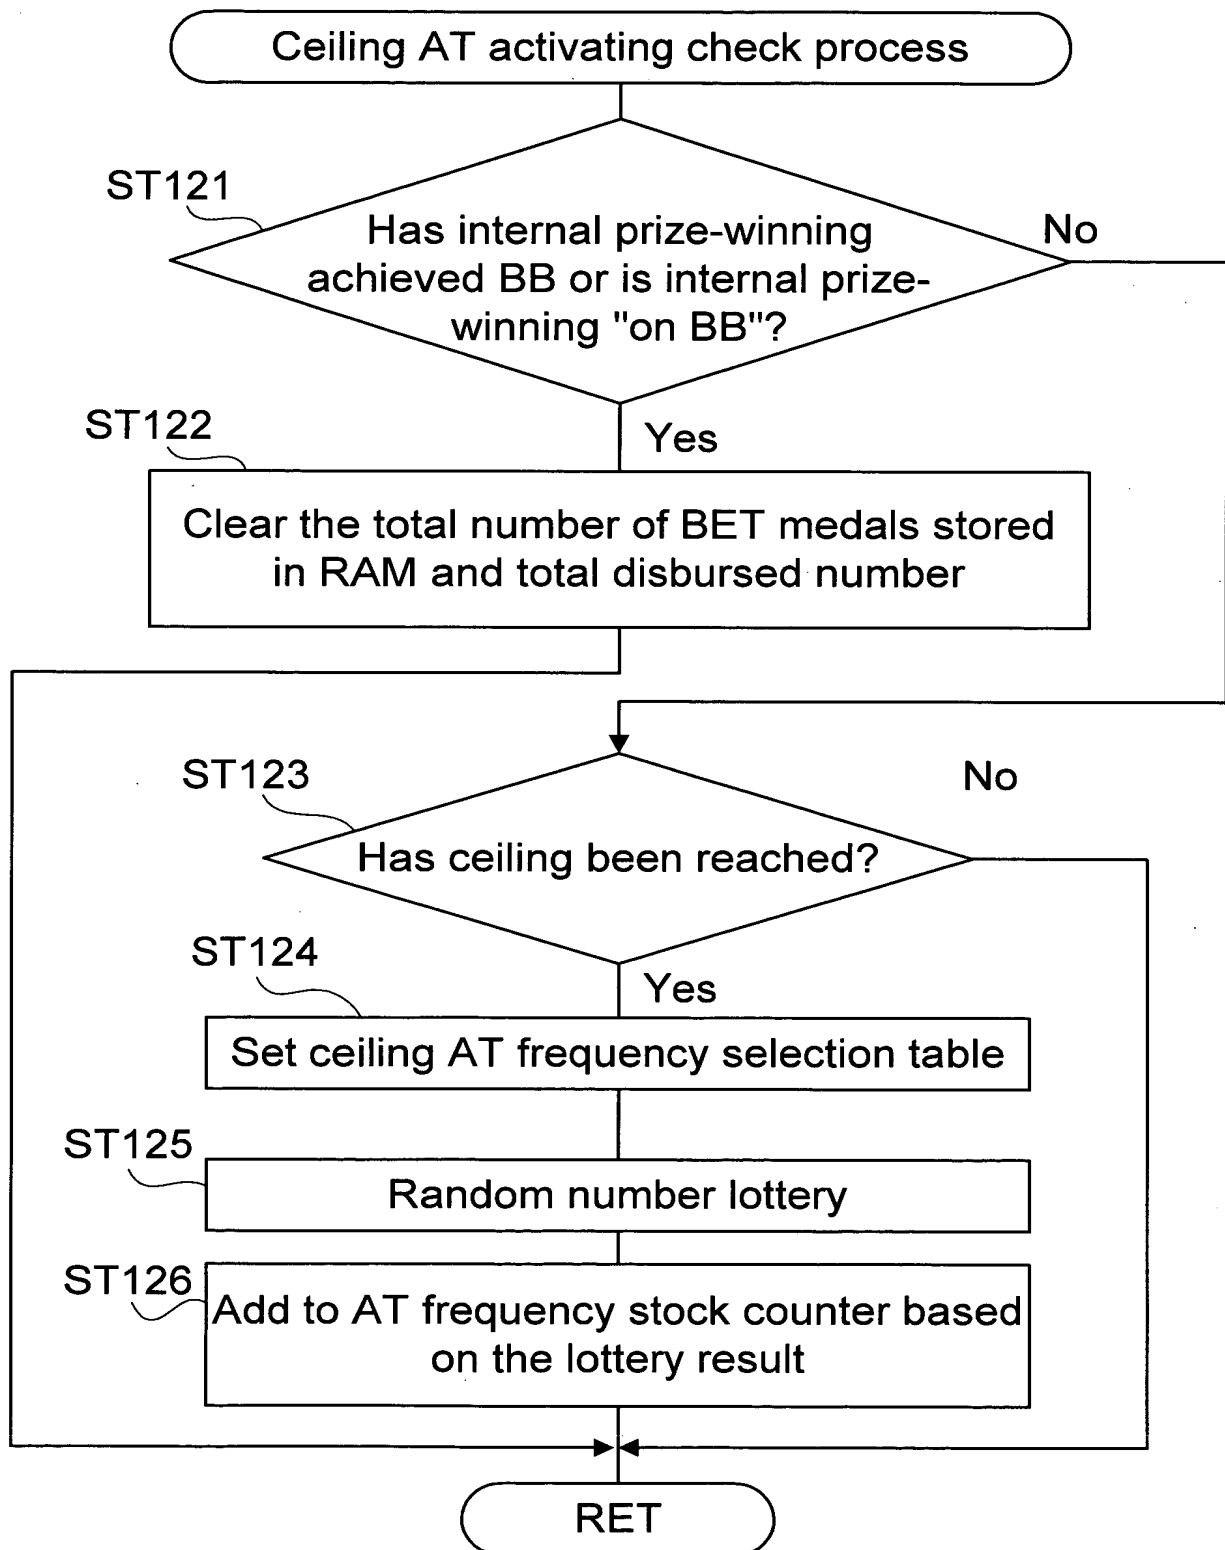 Ceiling AT activating check process
ST121
Has internal prize-winning
achieved BB or is internal prize-
winning "on BB"?
No
Yes
ST122
Clear the total number of BET medals stored
in RAM and total disbursed number
ST123
No
Has ceiling been reached?
Yes
ST124
Set ceiling AT frequency selection table
ST125
Random number lottery
ST126
Add to AT frequency stock counter based
on the lottery result
RET